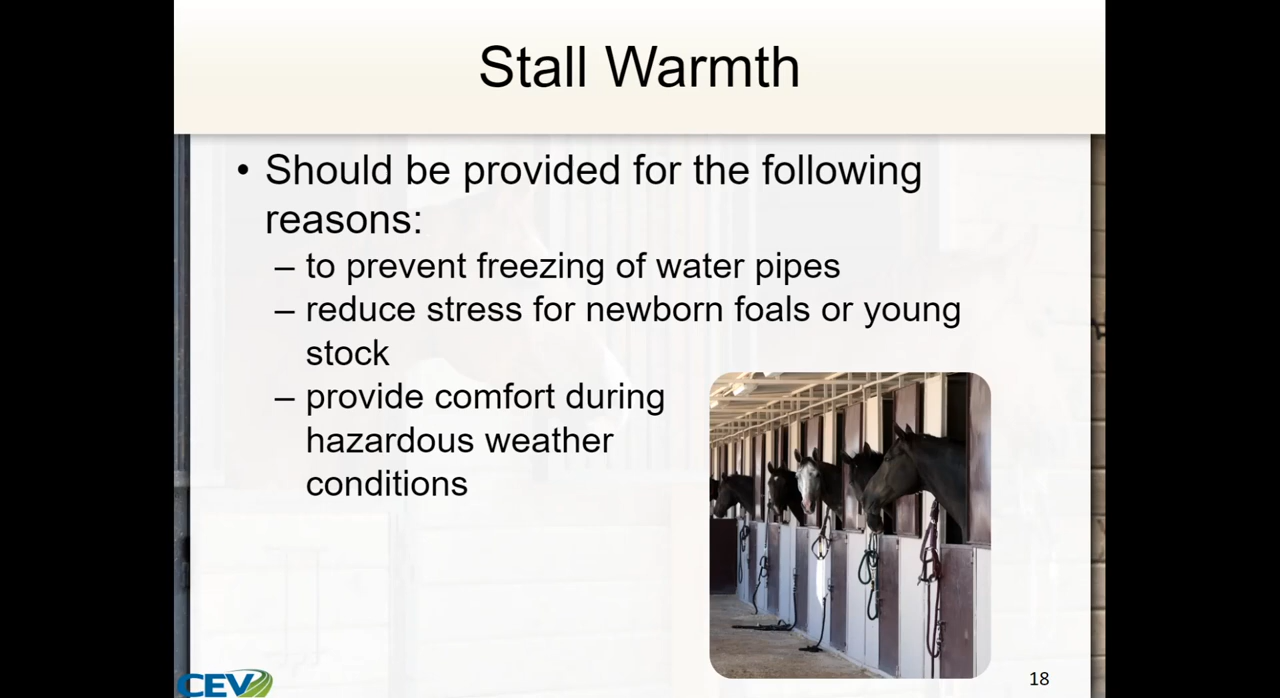 Stall Warmth
• Should be provided for the following
reasons:
– to prevent freezing of water pipes
– reduce stress for newborn foals or young
stock
– provide comfort during
hazardous weather
conditions
CEV
18